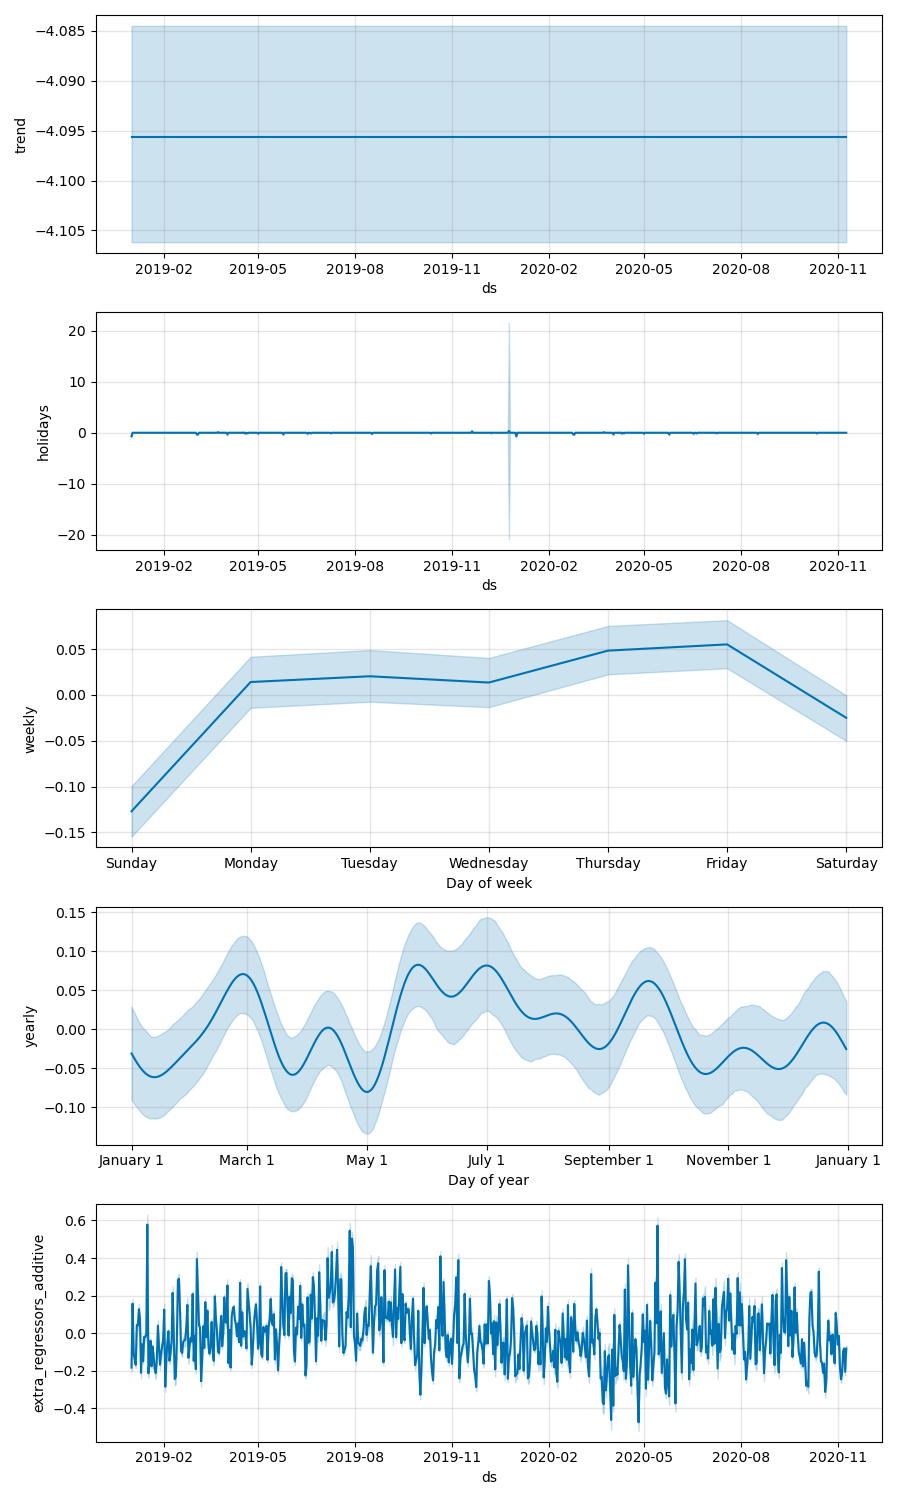 −4.085
−4.090
−4.095
−4.100
−4.105
trend
2019-02 2019-05 2019-08 2019-11 2020-02 2020-05 2020-08 2020-11
ds
20
10
0
−10
−20
holidays
2019-02 2019-05 2019-08 2019-11 2020-02 2020-05 2020-08 2020-11
ds
0.05
0.00
−0.05
−0.10
−0.15
weekly
Sunday Monday Tuesday Wednesday Thursday Friday Saturday
Day of week
0.15
0.10
0.05
0.00
−0.05
−0.10
yearly
January 1 March 1 May 1 July 1 September 1 November 1 January 1
Day of year
0.6
0.4
0.2
0.0
−0.2
−0.4
extra_regressors_additive
2019-02 2019-05 2019-08 2019-11 2020-02 2020-05 2020-08 2020-11
ds